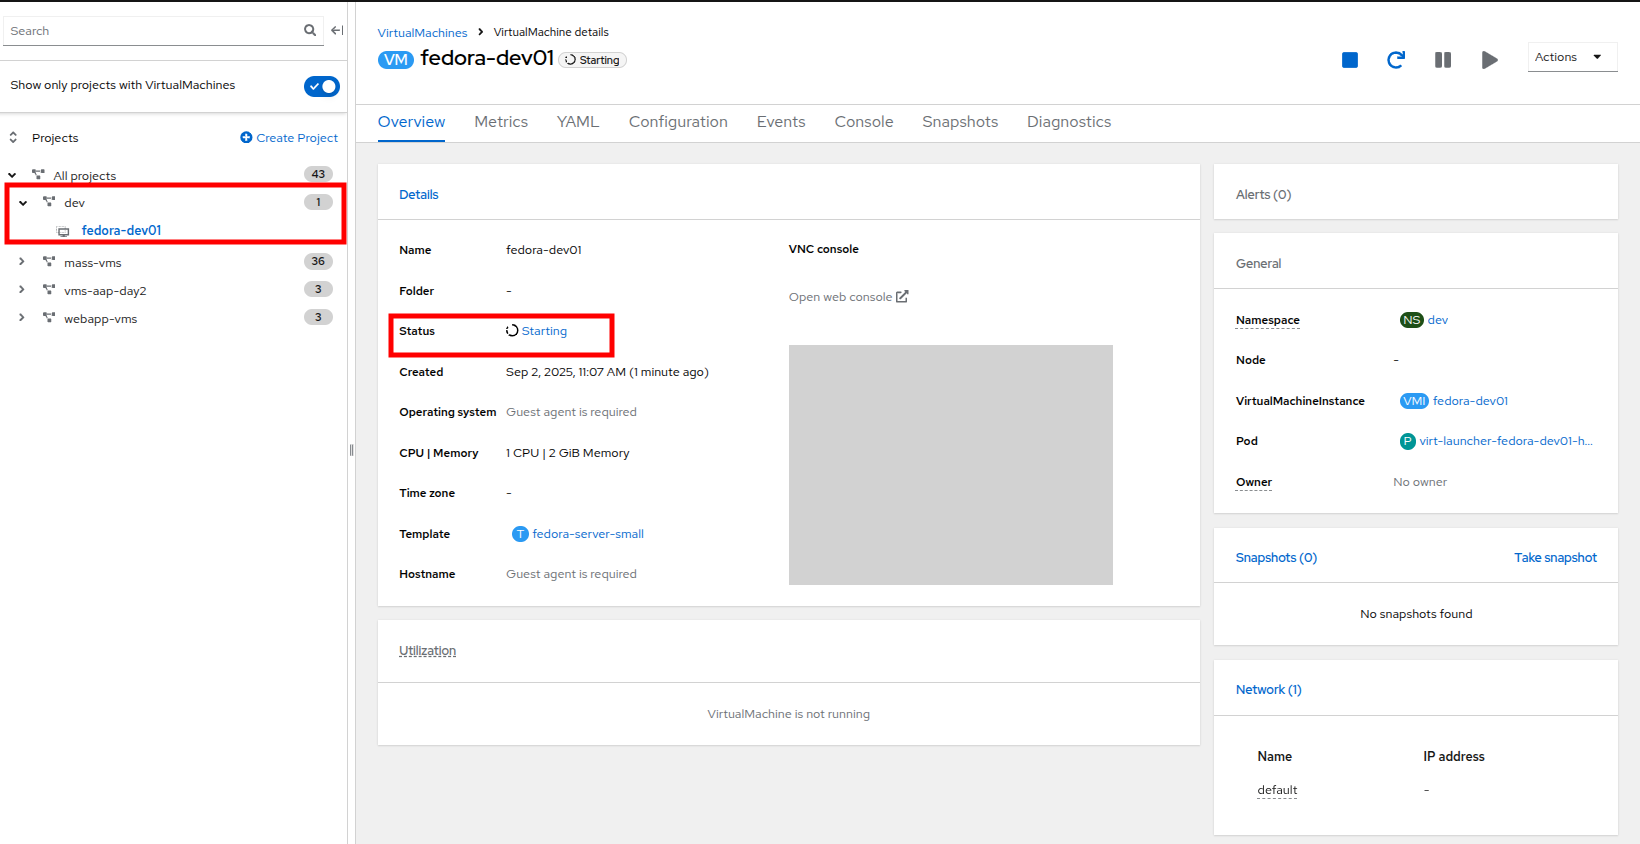 Search
Show only projects with VirtualMachines
Projects
Create Project
All projects 43
dev 1
fedora-dev01
mass-vms 36
vms-aap-day2 3
webapp-vms 3
VirtualMachines > VirtualMachine details
VM fedora-dev01 Starting
Actions
Overview Metrics YAML Configuration Events Console Snapshots Diagnostics
Details
Name fedora-dev01
Folder -
Status Starting
Created Sep 2, 2025, 11:07 AM (1 minute ago)
Operating system Guest agent is required
CPU | Memory 1 CPU | 2 GiB Memory
Time zone -
Template T fedora-server-small
Hostname Guest agent is required
VNC console
Open web console
Utilization
VirtualMachine is not running
Alerts (0)
General
Namespace NS dev
Node -
VirtualMachineInstance VMI fedora-dev01
Pod P virt-launcher-fedora-dev01-h...
Owner No owner
Snapshots (0) Take snapshot
No snapshots found
Network (1)
Name IP address
default -